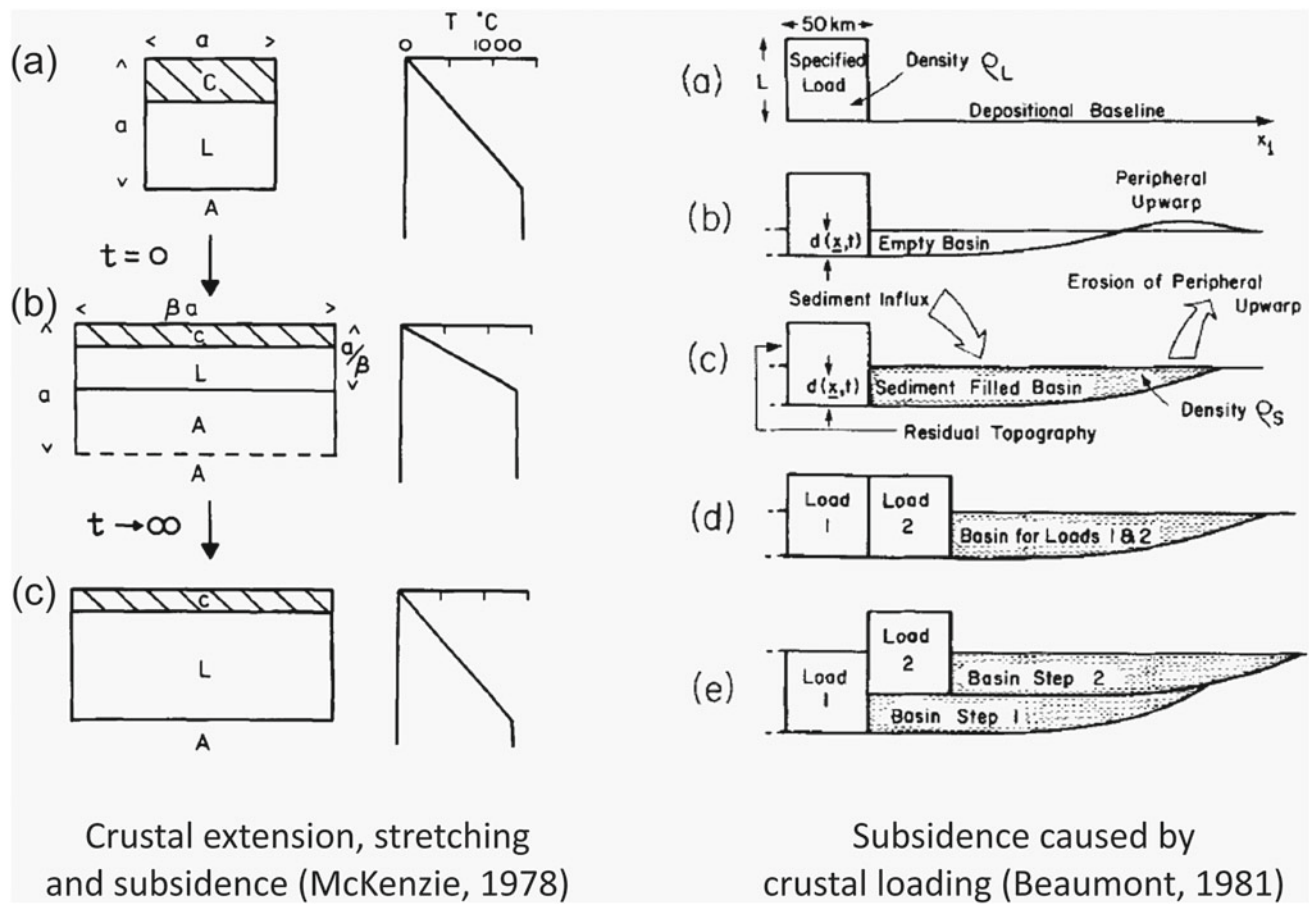 (a)
< a >
C
^
a
v
L
A
T °C
0 1000
t = 0
(b)
< βa >
C
L
A
^
a
v
^
a/β
v
A
t → ∞
(c)
C
L
A
Crustal extension, stretching
and subsidence (McKenzie, 1978)
(a)
50 km
L
Specified
Load
Density ρL
Depositional Baseline
x1
(b)
Peripheral
Upwarp
d(x,t)
Empty Basin
Sediment Influx
Erosion of Peripheral
Upwarp
(c)
d(x,t)
Sediment Filled Basin
Density ρS
Residual Topography
(d)
Load
1
Load
2
Basin for Loads 1 & 2
(e)
Load
1
Load
2
Basin Step 2
Basin Step 1
Subsidence caused by
crustal loading (Beaumont, 1981)